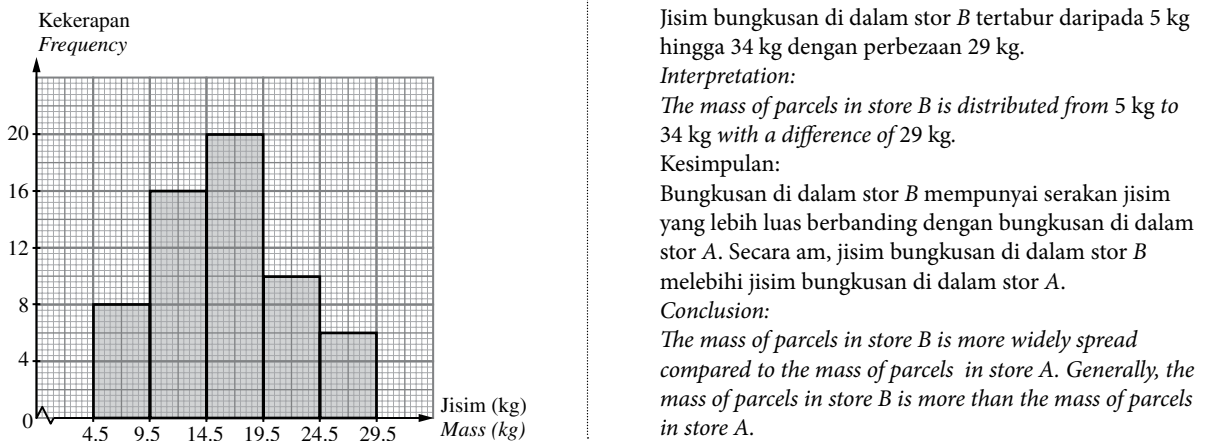 Kekerapan
Frequency
20
16
12
8
4
0
4.5 9.5 14.5 19.5 24.5 29.5
Jisim (kg)
Mass (kg)
Jisim bungkusan di dalam stor B tertabur daripada 5 kg
hingga 34 kg dengan perbezaan 29 kg.
Interpretation:
The mass of parcels in store B is distributed from 5 kg to
34 kg with a difference of 29 kg.
Kesimpulan:
Bungkusan di dalam stor B mempunyai serakan jisim
yang lebih luas berbanding dengan bungkusan di dalam
stor A. Secara am, jisim bungkusan di dalam stor B
melebihi jisim bungkusan di dalam stor A.
Conclusion:
The mass of parcels in store B is more widely spread
compared to the mass of parcels in store A. Generally, the
mass of parcels in store B is more than the mass of parcels
in store A.